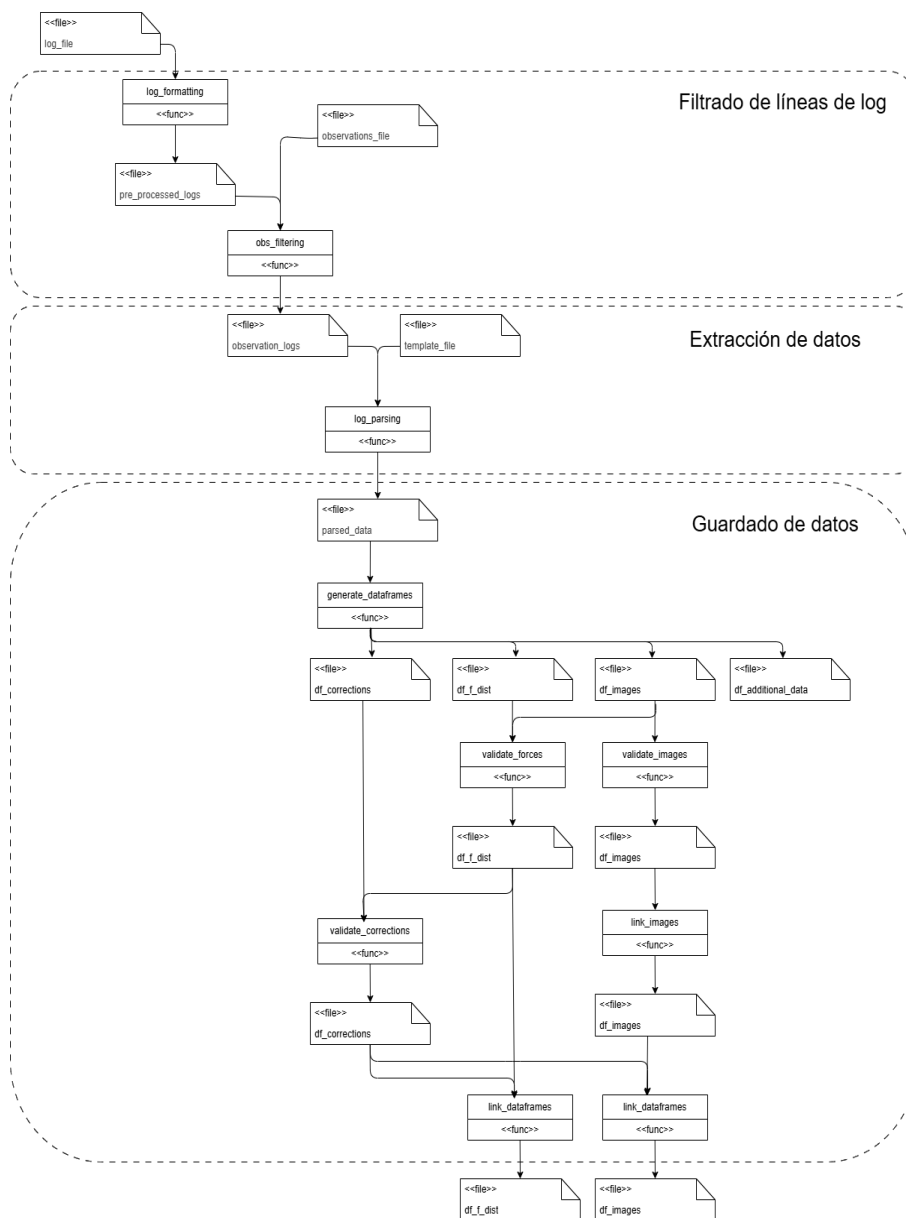 <<file>>
log_file
log_formatting
<<func>>
Filtrado de líneas de log
<<file>>
observations_file
<<file>>
pre_processed_logs
obs_filtering
<<func>>
<<file>>
observation_logs
<<file>>
template_file
Extracción de datos
log_parsing
<<func>>
<<file>>
parsed_data
Guardado de datos
generate_dataframes
<<func>>
<<file>>
df_corrections
<<file>>
df_f_dist
<<file>>
df_images
<<file>>
df_additional_data
validate_forces
<<func>>
validate_images
<<func>>
<<file>>
df_f_dist
<<file>>
df_images
validate_corrections
<<func>>
link_images
<<func>>
<<file>>
df_corrections
<<file>>
df_images
link_dataframes
<<func>>
link_dataframes
<<func>>
<<file>>
df_f_dist
<<file>>
df_images